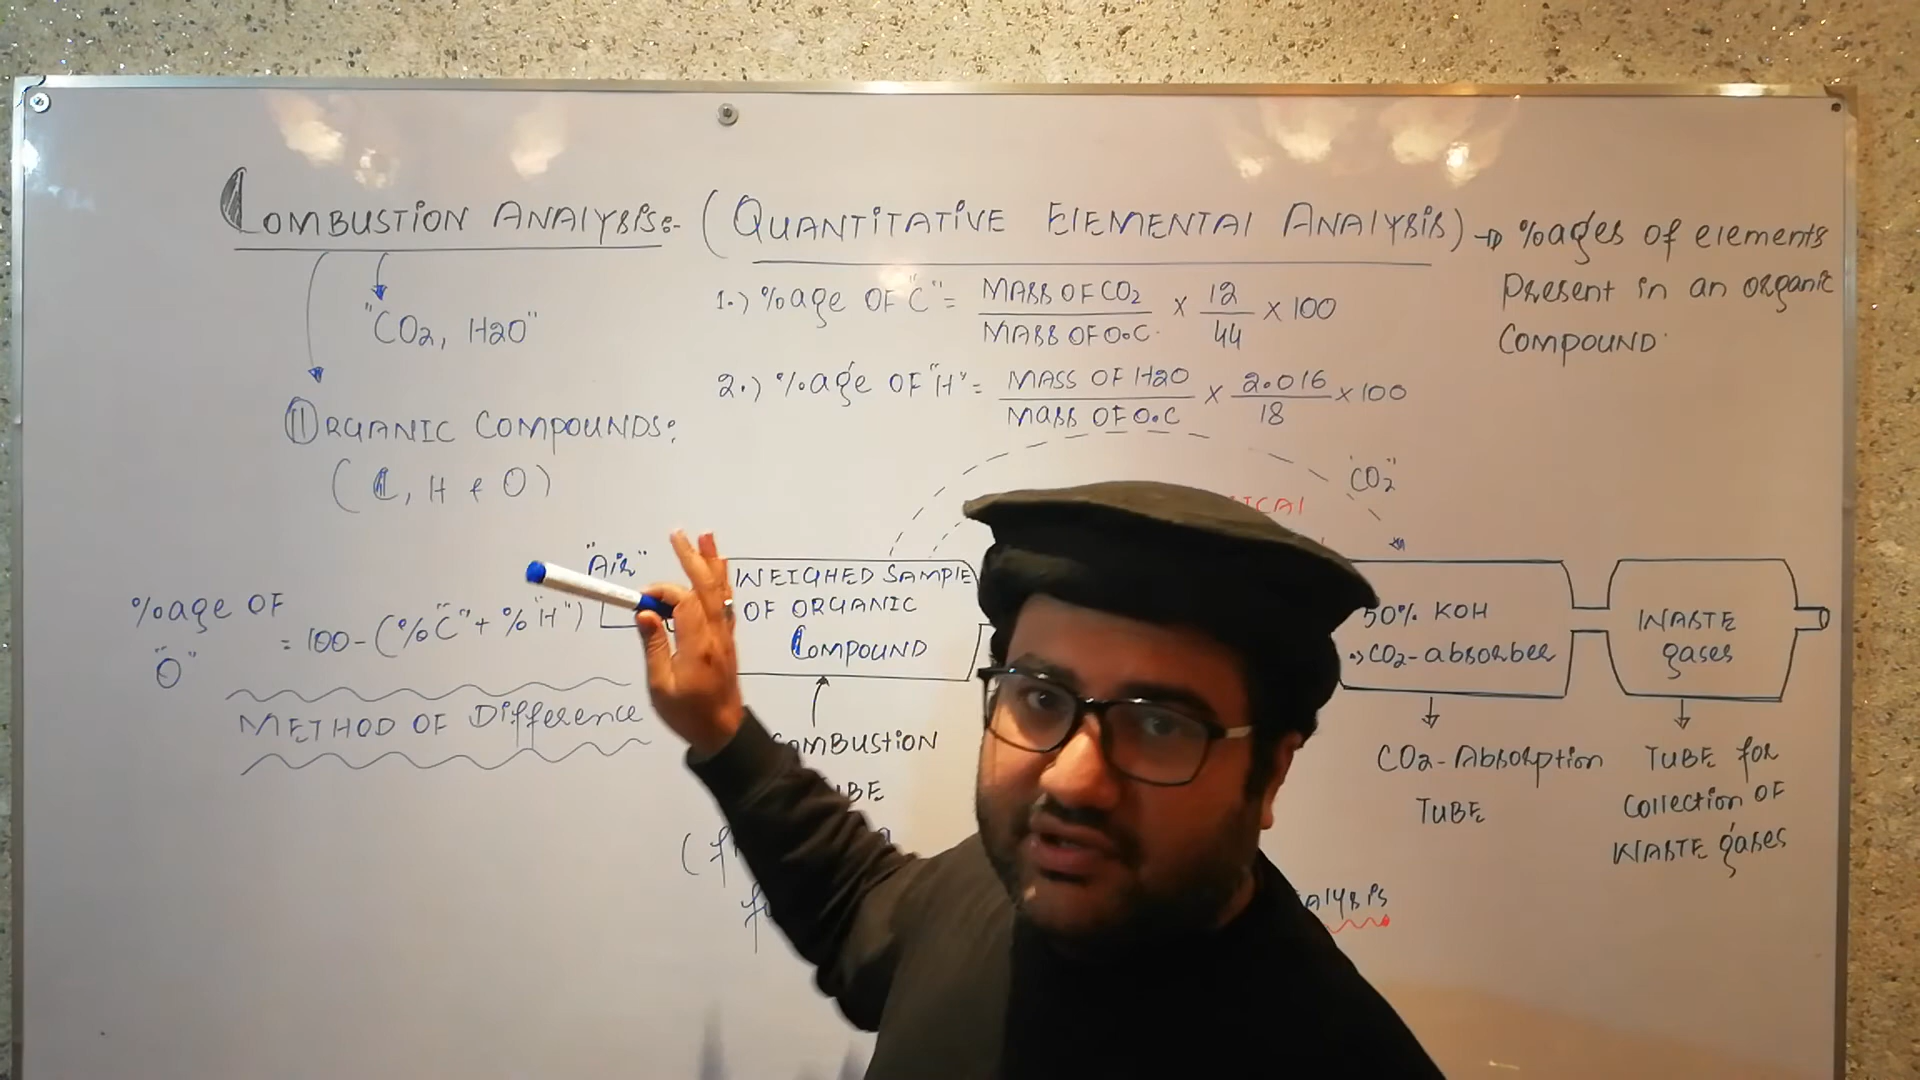 COMBUSTION ANALYSIS:- (QUANTITATIVE ELEMENTAL ANALYSIS) → %ages of elements
Present in an organic
COMPOUND.
"CO2, H2O"
ORGANIC COMPOUNDS:
(C, H & O)
1.) %age OF "C" = MASS OF CO2 / MASS OF O.C. × 12 / 44 × 100
2.) %age OF "H" = MASS OF H2O / MASS OF O.C × 2.016 / 18 × 100
%age OF "O" = 100 - (% "C" + % "H")
METHOD OF Difference
"Air"
WEIGHED SAMPLE
OF ORGANIC
COMPOUND
COMBUSTION
"CO2"
50% KOH
CO2-absorber
CO2-Absorption
TUBE
WASTE
gases
TUBE for
Collection OF
WASTE gases